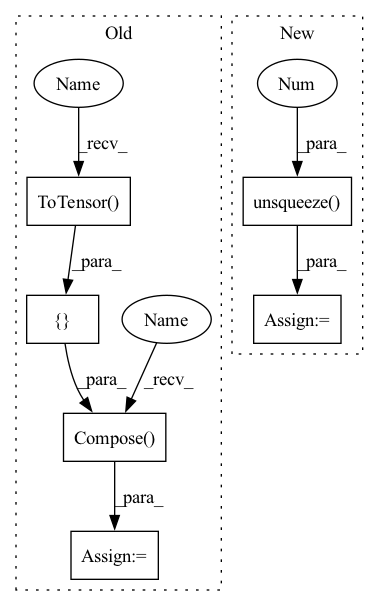 Old
New
Name
Num
_recv_
_para_
ToTensor()
unsqueeze()
_para_
_para_
{}
Name
Assign:=
_para_
_recv_
Compose()
_para_
Assign:=